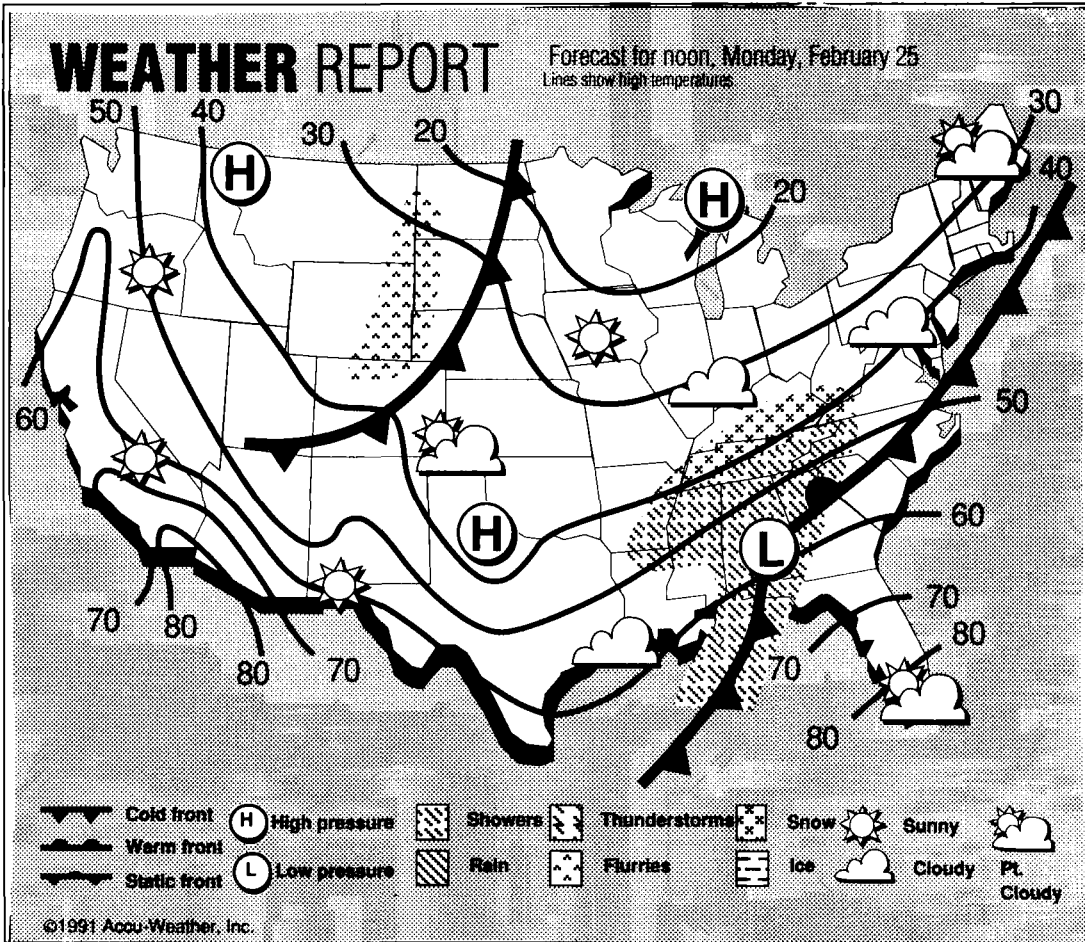 WEATHER REPORT
Forecast for noon, Monday, February 25
Lines show high temperatures
50
40
30
20
30
H
H
20
40
60
50
H
60
L
70
80
70
80
80
70
70
80
Cold front
Warm front
Static front
H High pressure
L Low pressure
Showers
Rain
Thunderstorms
Flurries
Snow
Ice
Sunny
Cloudy
Pt.
Cloudy
©1991 Accu-Weather, Inc.